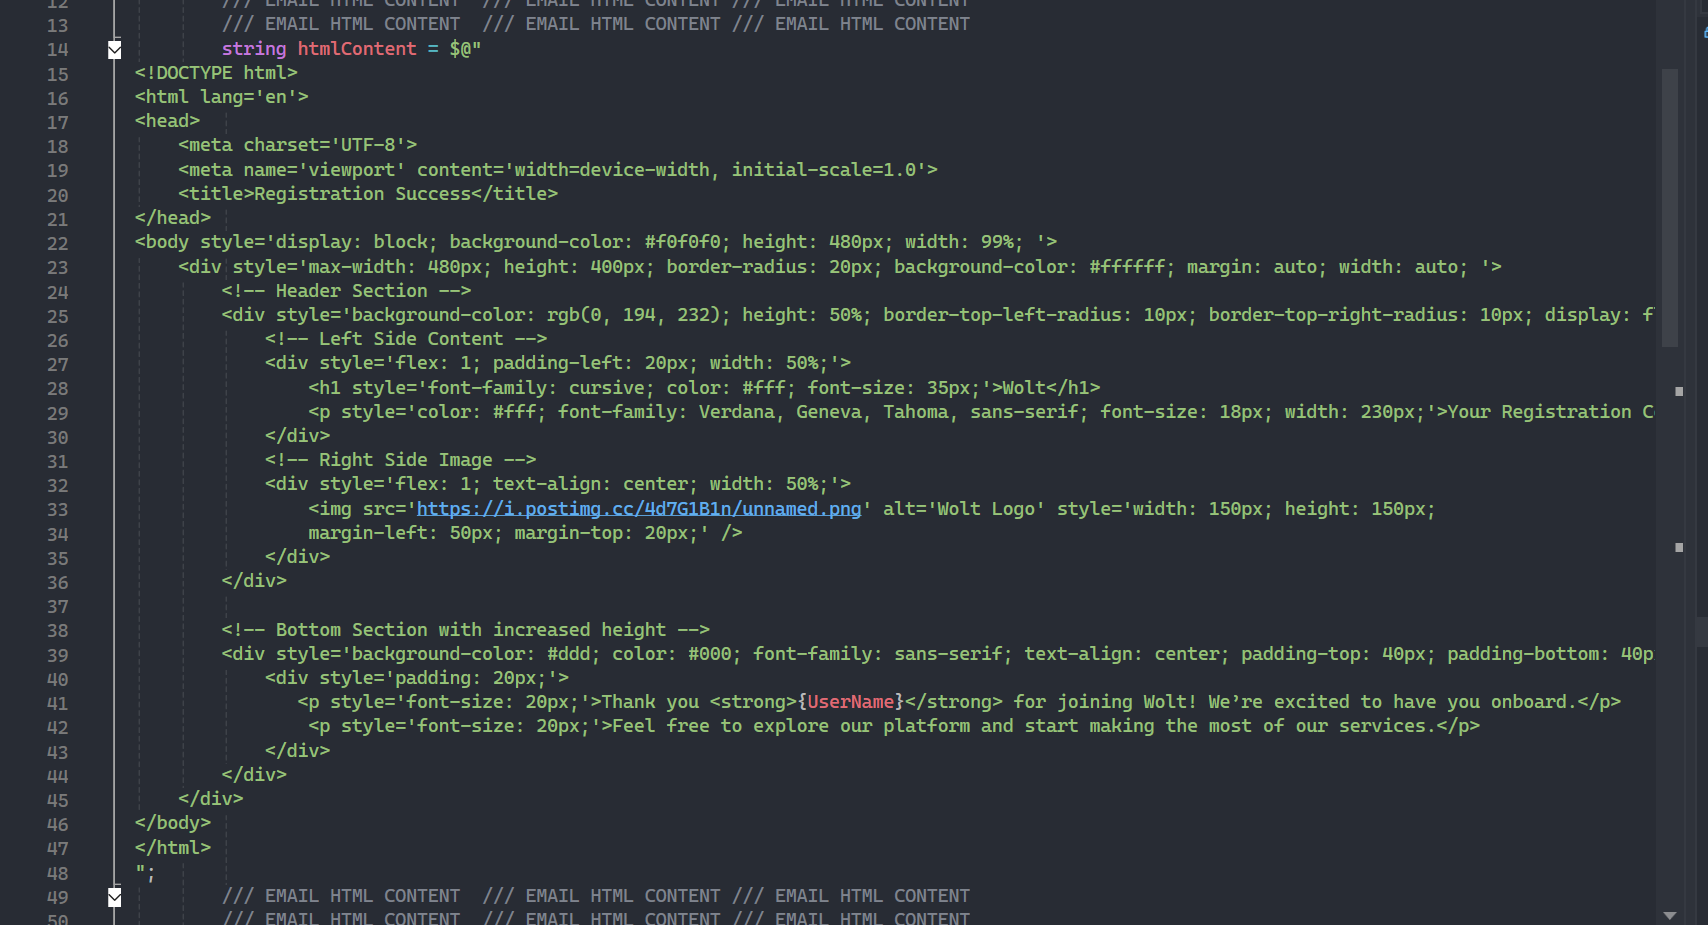 12 /// EMAIL HTML CONTENT /// EMAIL HTML CONTENT /// EMAIL HTML CONTENT
13 /// EMAIL HTML CONTENT /// EMAIL HTML CONTENT /// EMAIL HTML CONTENT
14 string htmlContent = $@"
15 <!DOCTYPE html>
16 <html lang='en'>
17 <head>
18 <meta charset='UTF-8'>
19 <meta name='viewport' content='width=device-width, initial-scale=1.0'>
20 <title>Registration Success</title>
21 </head>
22 <body style='display: block; background-color: #f0f0f0; height: 480px; width: 99%; '>
23 <div style='max-width: 480px; height: 400px; border-radius: 20px; background-color: #ffffff; margin: auto; width: auto; '>
24 <!-- Header Section -->
25 <div style='background-color: rgb(0, 194, 232); height: 50%; border-top-left-radius: 10px; border-top-right-radius: 10px; display:
26 <!-- Left Side Content -->
27 <div style='flex: 1; padding-left: 20px; width: 50%;'>
28 <h1 style='font-family: cursive; color: #fff; font-size: 35px;'>Wolt</h1>
29 <p style='color: #fff; font-family: Verdana, Geneva, Tahoma, sans-serif; font-size: 18px; width: 230px;'>Your Registration
30 </div>
31 <!-- Right Side Image -->
32 <div style='flex: 1; text-align: center; width: 50%;'>
33 <img src='https://i.postimg.cc/4d7G1B1n/unnamed.png' alt='Wolt Logo' style='width: 150px; height: 150px;
34 margin-left: 50px; margin-top: 20px;' />
35 </div>
36 </div>
37
38 <!-- Bottom Section with increased height -->
39 <div style='background-color: #ddd; color: #000; font-family: sans-serif; text-align: center; padding-top: 40px; padding-bottom: 40p
40 <div style='padding: 20px;'>
41 <p style='font-size: 20px;'>Thank you <strong>{UserName}</strong> for joining Wolt! We’re excited to have you onboard.</p>
42 <p style='font-size: 20px;'>Feel free to explore our platform and start making the most of our services.</p>
43 </div>
44 </div>
45 </div>
46 </body>
47 </html>
48 ";
49 /// EMAIL HTML CONTENT /// EMAIL HTML CONTENT /// EMAIL HTML CONTENT
50 /// EMAIL HTML CONTENT /// EMAIL HTML CONTENT /// EMAIL HTML CONTENT